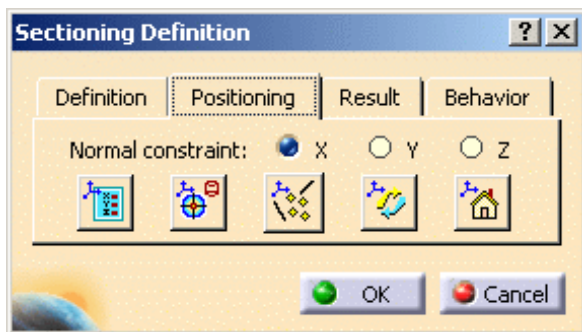 Sectioning Definition ? X
Definition Positioning Result Behavior
Normal constraint: X Y Z
OK Cancel